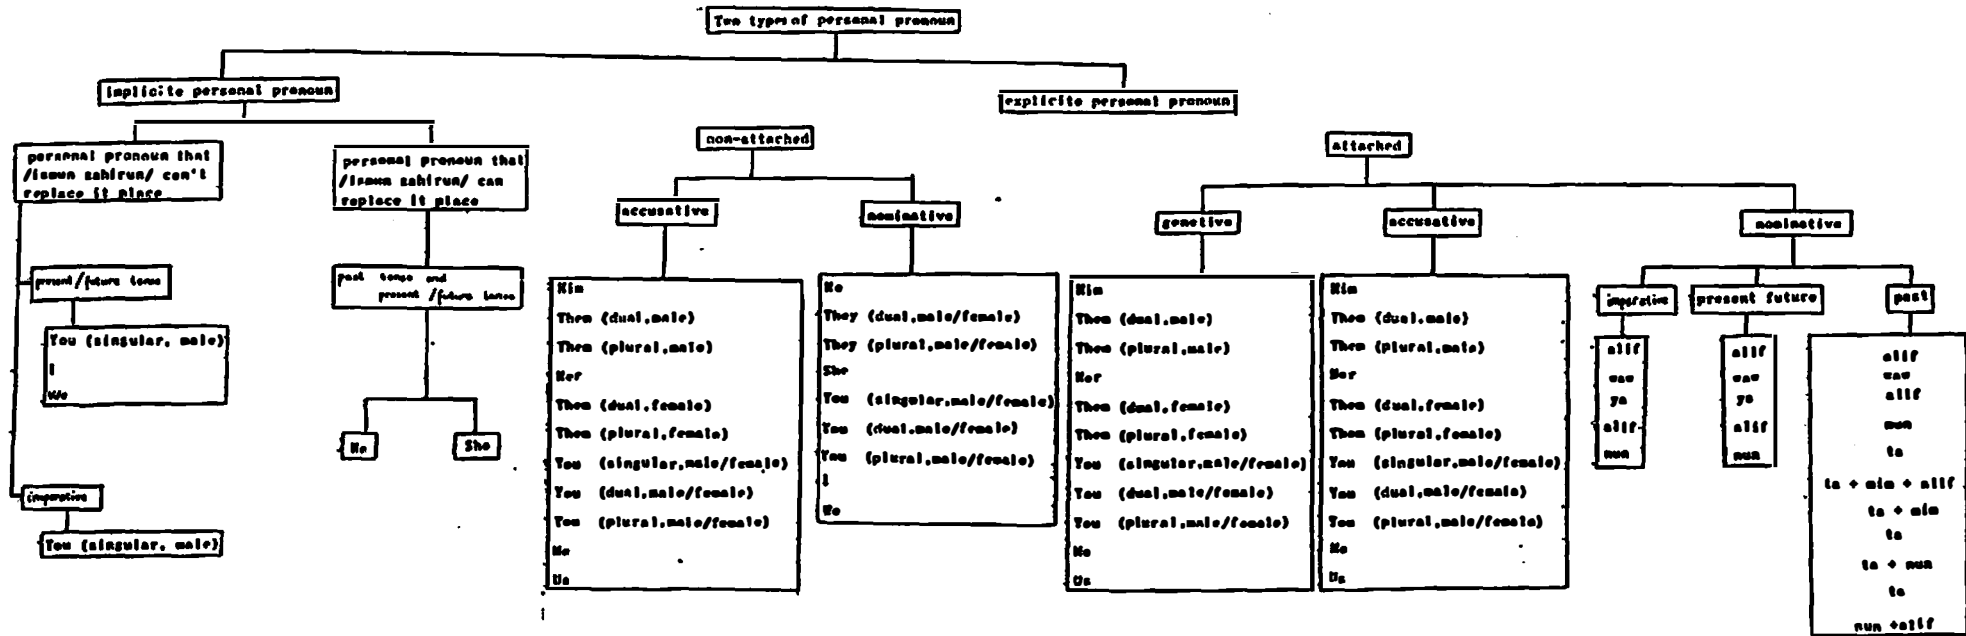 Two types of personal pronoun
implicite personal pronoun
explicite personal pronoun
personal pronoun that
/ismun zahirun/ can't
replace it place
personal pronoun that
/ismun zahirun/ can
replace it place
present/future tense
You (singular, male)
I
We
imperative
You (singular, male)
past tense and
present /future tense
He
She
non-attached
accusative
Him
Them (dual,male)
Them (plural,male)
Her
Them (dual,female)
Them (plural,female)
You (singular,male/female)
You (dual,male/female)
You (plural,male/female)
Me
Us
nominative
He
They (dual,male/female)
They (plural,male/female)
She
You (singular,male/female)
You (dual,male/female)
You (plural,male/female)
I
We
attached
genetive
Him
Them (dual,male)
Them (plural,male)
Her
Them (dual,female)
Them (plural,female)
You (singular,male/female)
You (dual,male/female)
You (plural,male/female)
Me
Us
accusative
Him
Them (dual,male)
Them (plural,male)
Her
Them (dual,female)
Them (plural,female)
You (singular,male/female)
You (dual,male/female)
You (plural,male/female)
Me
Us
nominative
imperative
alif
waw
ya
alif
nun
present future
alif
waw
ya
alif
nun
past
alif
waw
alif
nun
ta
ta + mim + alif
ta + mim
ta
ta + nun
ta
nun +alif